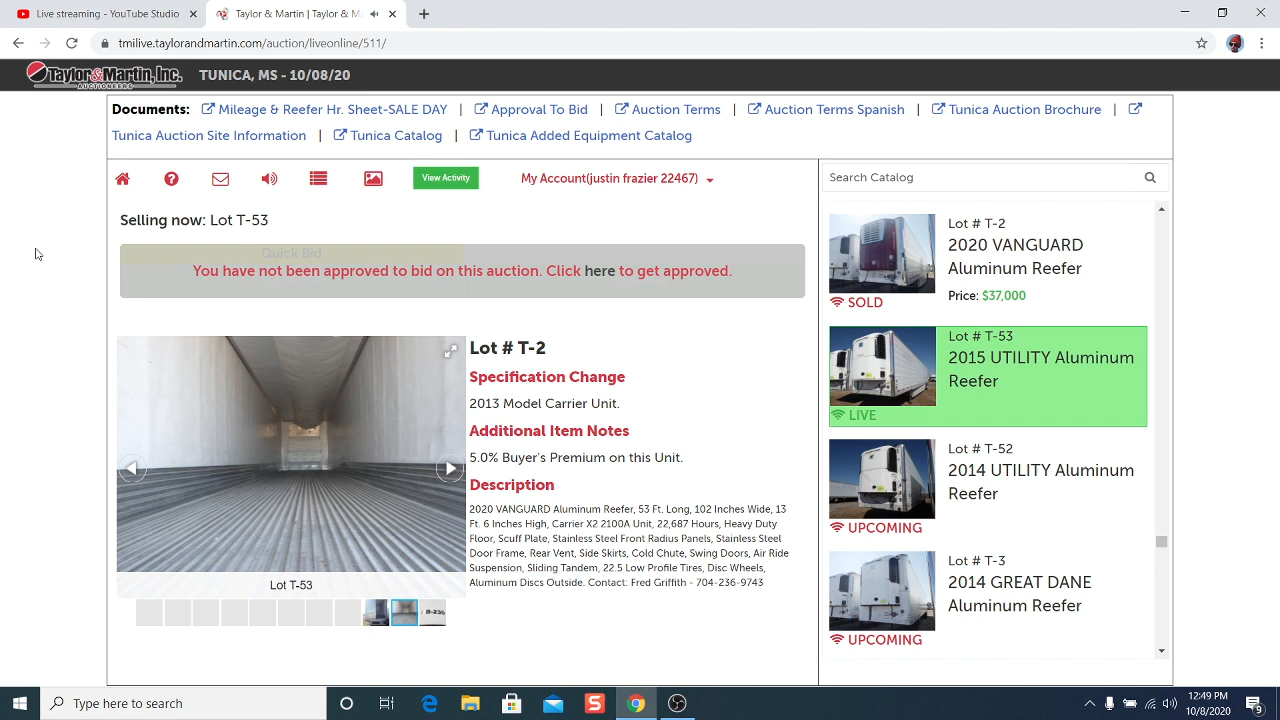 Live streaming - YouTube Studio
Taylor & Martin | Taylor & M
tmlive.taylorandmartin.com/auction/liveonline/511/
Taylor & Martin, Inc.
AUCTIONEERS
TUNICA, MS - 10/08/20
Documents: Mileage & Reefer Hr. Sheet-SALE DAY | Approval To Bid | Auction Terms | Auction Terms Spanish | Tunica Auction Brochure |
Tunica Auction Site Information | Tunica Catalog | Tunica Added Equipment Catalog
View Activity
My Account(justin frazier 22467)
Selling now: Lot T-53
Quick Bid
You have not been approved to bid on this auction. Click here to get approved.
Lot T-53
Lot # T-2
Specification Change
2013 Model Carrier Unit.
Additional Item Notes
5.0% Buyer's Premium on this Unit.
Description
2020 VANGUARD Aluminum Reefer, 53 Ft. Long, 102 Inches Wide, 13
Ft. 6 Inches High, Carrier X2 2100A Unit, 22,687 Hours, Heavy Duty
Floor, Scuff Plate, Stainless Steel Front Radius Panels, Stainless Steel
Door Frame, Rear Vent, Side Skirts, Cold Chute, Swing Doors, Air Ride
Suspension, Sliding Tandem, 22.5 Low Profile Tires, Disc Wheels,
Aluminum Discs Outside. Contact: Fred Griffith - 704-236-9743
Search Catalog
Lot # T-2
2020 VANGUARD
Aluminum Reefer
Price: $37,000
SOLD
Lot # T-53
2015 UTILITY Aluminum
Reefer
LIVE
Lot # T-52
2014 UTILITY Aluminum
Reefer
UPCOMING
Lot # T-3
2014 GREAT DANE
Aluminum Reefer
UPCOMING
Type here to search
12:49 PM
10/8/2020
9